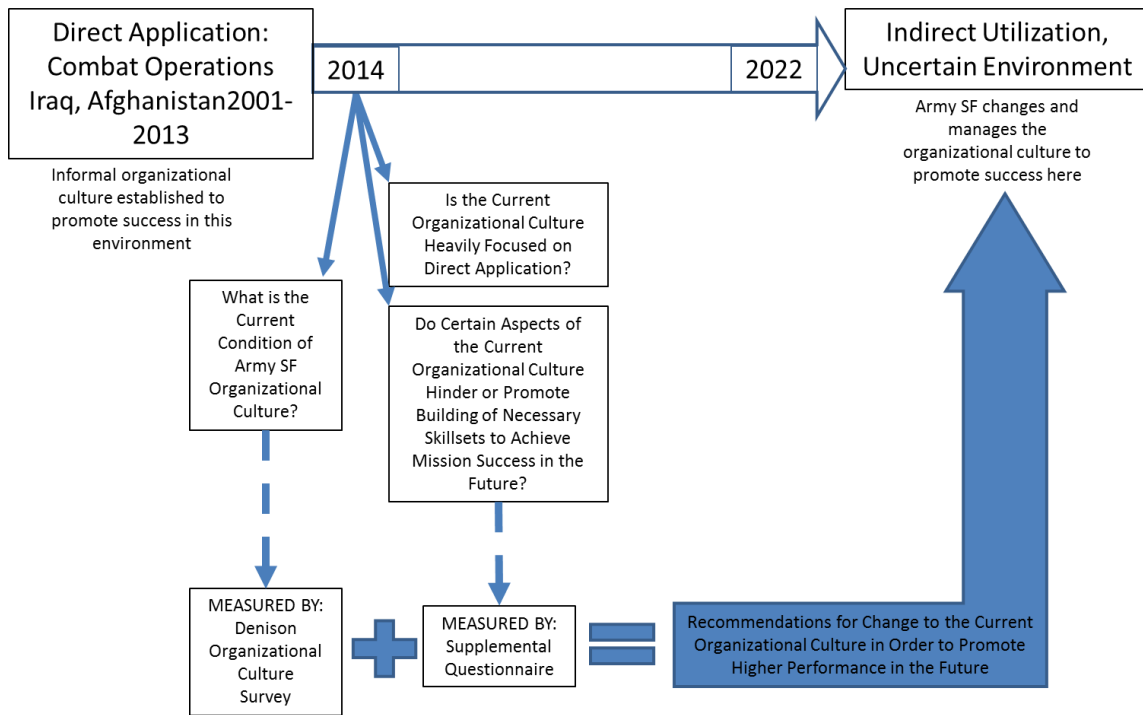 Direct Application:
Combat Operations
Iraq, Afghanistan2001-
2013
Informal organizational
culture established to
promote success in this
environment
2014
2022
Indirect Utilization,
Uncertain Environment
Army SF changes and
manages the
organizational culture to
promote success here
Is the Current
Organizational Culture
Heavily Focused on
Direct Application?
What is the
Current
Condition of
Army SF
Organizational
Culture?
Do Certain Aspects of
the Current
Organizational Culture
Hinder or Promote
Building of Necessary
Skillsets to Achieve
Mission Success in the
Future?
MEASURED BY:
Denison
Organizational
Culture
Survey
MEASURED BY:
Supplemental
Questionnaire
Recommendations for Change to the Current
Organizational Culture in Order to Promote
Higher Performance in the Future